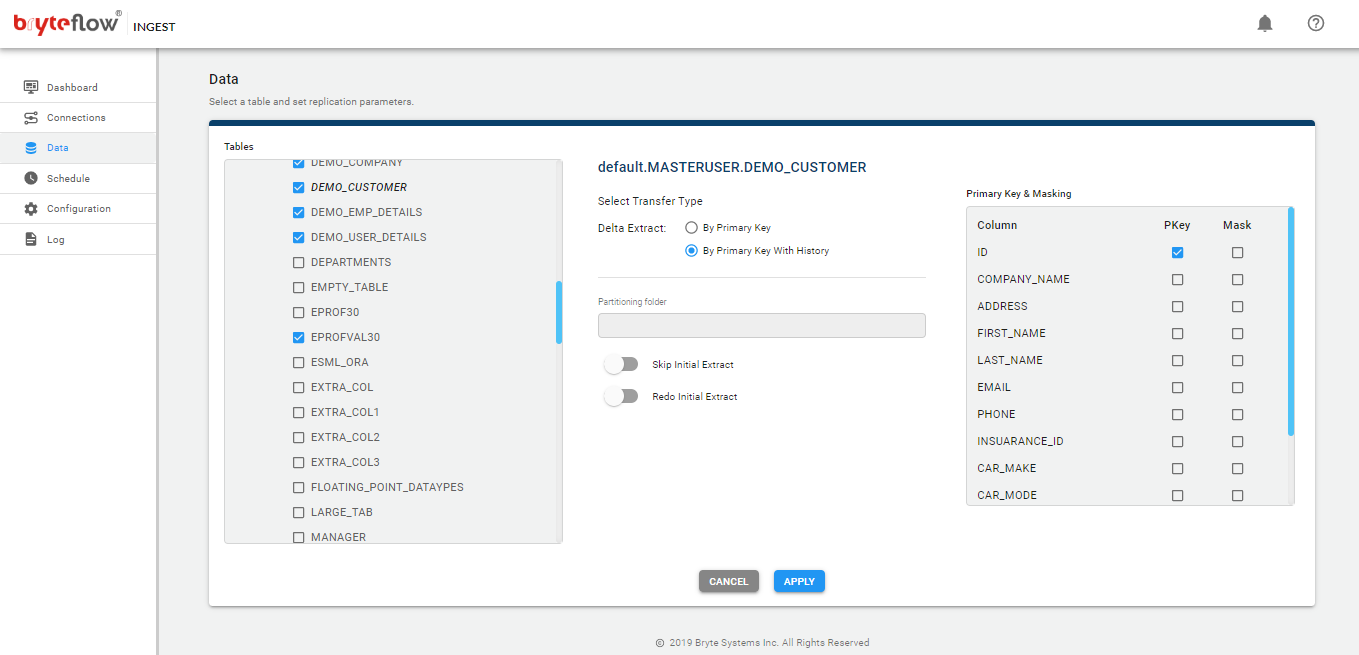 bryteflow® INGEST
Dashboard
Connections
Data
Schedule
Configuration
Log
Data
Select a table and set replication parameters.
Tables
DEMO_COMPANY
DEMO_CUSTOMER
DEMO_EMP_DETAILS
DEMO_USER_DETAILS
DEPARTMENTS
EMPTY_TABLE
EPROF30
EPROFVAL30
ESML_ORA
EXTRA_COL
EXTRA_COL1
EXTRA_COL2
EXTRA_COL3
FLOATING_POINT_DATAYPES
LARGE_TAB
MANAGER
default.MASTERUSER.DEMO_CUSTOMER
Select Transfer Type
Delta Extract: By Primary Key
By Primary Key With History
Partitioning folder
Skip Initial Extract
Redo Initial Extract
Primary Key & Masking
Column PKey Mask
ID
COMPANY_NAME
ADDRESS
FIRST_NAME
LAST_NAME
EMAIL
PHONE
INSUARANCE_ID
CAR_MAKE
CAR_MODE
CANCEL APPLY
© 2019 Bryte Systems Inc. All Rights Reserved